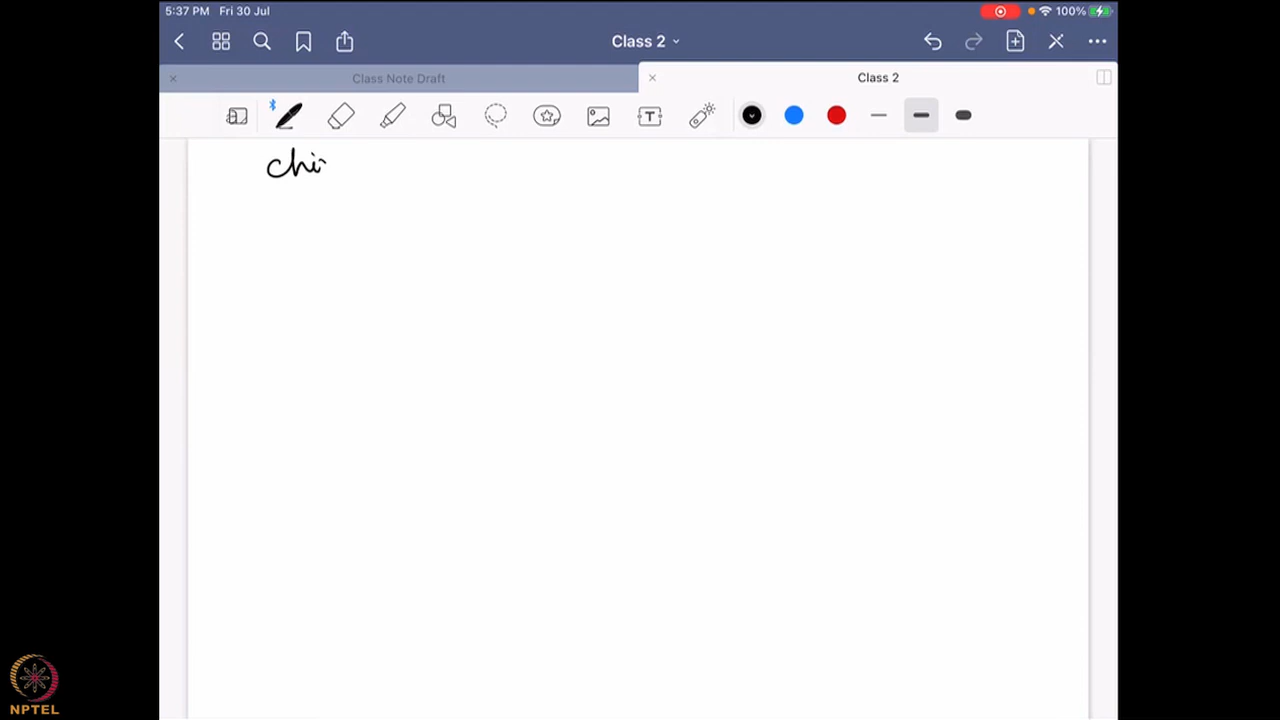 5:37 PM Fri 30 Jul 100%
Class 2
Class Note Draft Class 2
T
chi
NPTEL